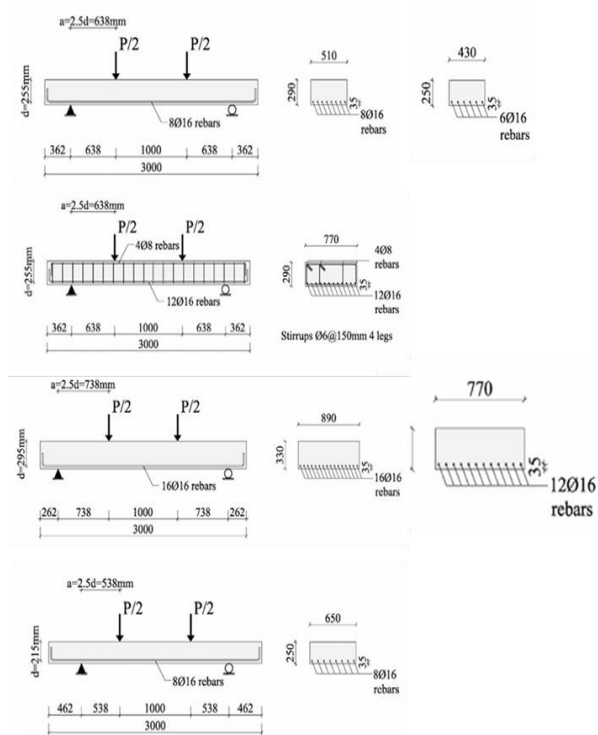 a=2.5d=638mm
P/2 P/2
d=255mm
8Ø16 rebars
362 638 1000 638 362
3000
510
290
35
8Ø16
rebars
430
250
35
6Ø16
rebars
a=2.5d=638mm
P/2 P/2
4Ø8 rebars
d=255mm
12Ø16 rebars
362 638 1000 638 362
3000
770
290
4Ø8
rebars
35
12Ø16
rebars
Stirrups Ø6@150mm 4 legs
a=2.5d=738mm
P/2 P/2
d=295mm
16Ø16 rebars
262 738 1000 738 262
3000
890
330
35
16Ø16
rebars
770
35
12Ø16
rebars
a=2.5d=538mm
P/2 P/2
d=215mm
8Ø16 rebars
462 538 1000 538 462
3000
650
250
35
8Ø16
rebars